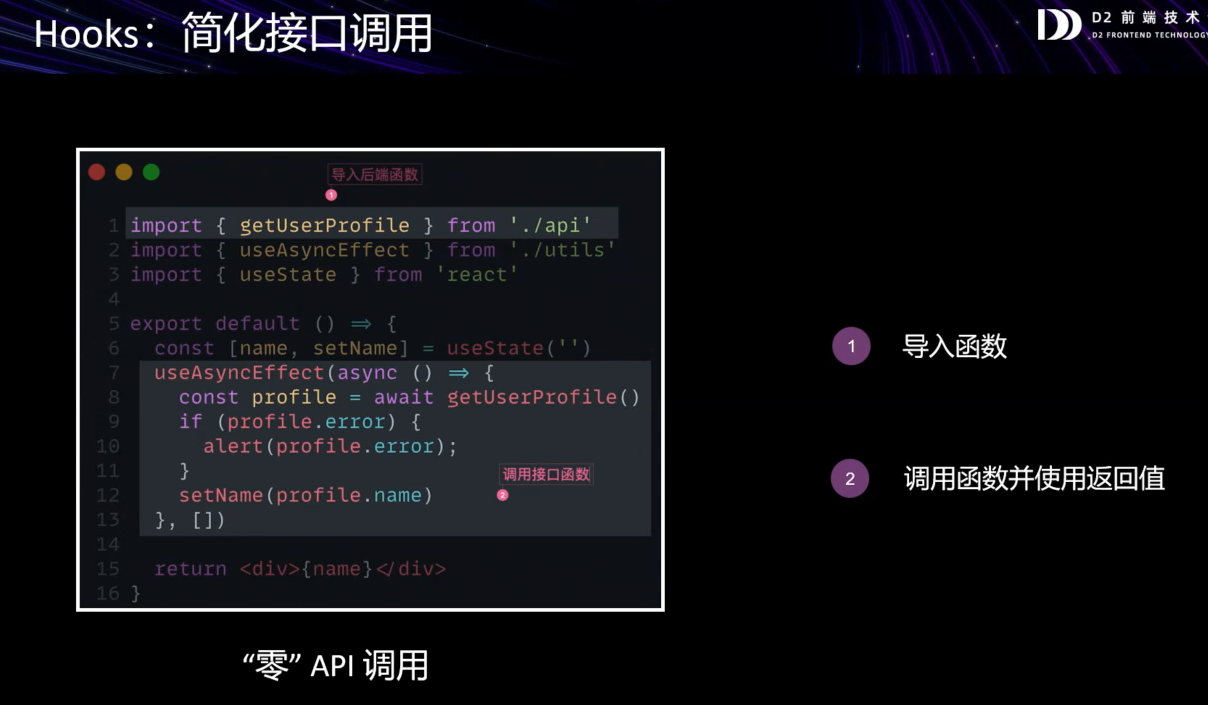 Hooks：简化接口调用
D2 前 端 技 术
D2 FRONTEND TECHNOLOGY
导入后端函数
1
1 import { getUserProfile } from './api'
2 import { useAsyncEffect } from './utils'
3 import { useState } from 'react'
4
5 export default () => {
6 const [name, setName] = useState('')
7 useAsyncEffect(async () => {
8 const profile = await getUserProfile()
9 if (profile.error) {
10 alert(profile.error);
11 }
调用接口函数
12 setName(profile.name)
2
13 }, [])
14
15 return <div>{name}</div>
16 }
1 导入函数
2 调用函数并使用返回值
“零” API 调用